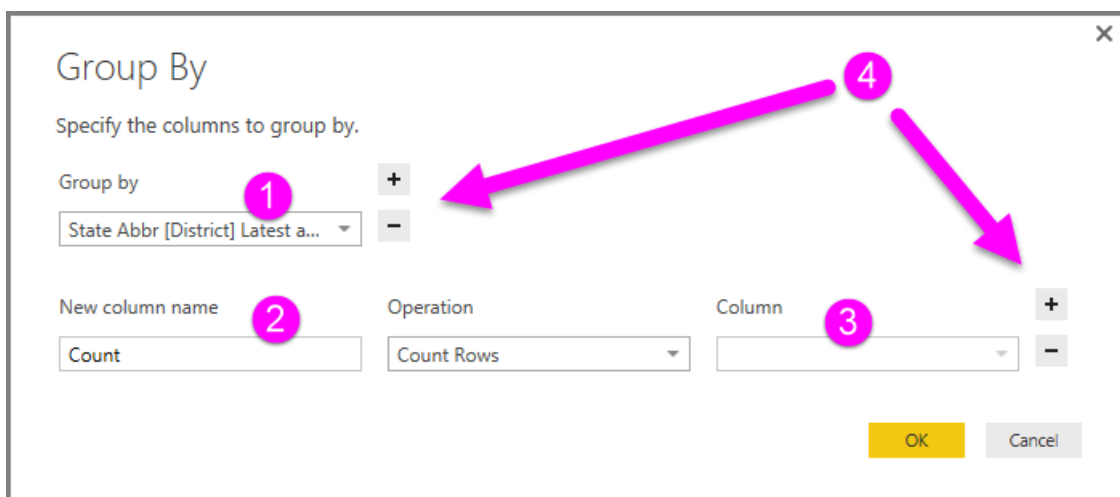 Group By
4
Specify the columns to group by.
Group by
1
+
State Abbr [District] Latest a...
−
New column name
2
Operation
Column
3
+
Count
Count Rows
−
OK
Cancel